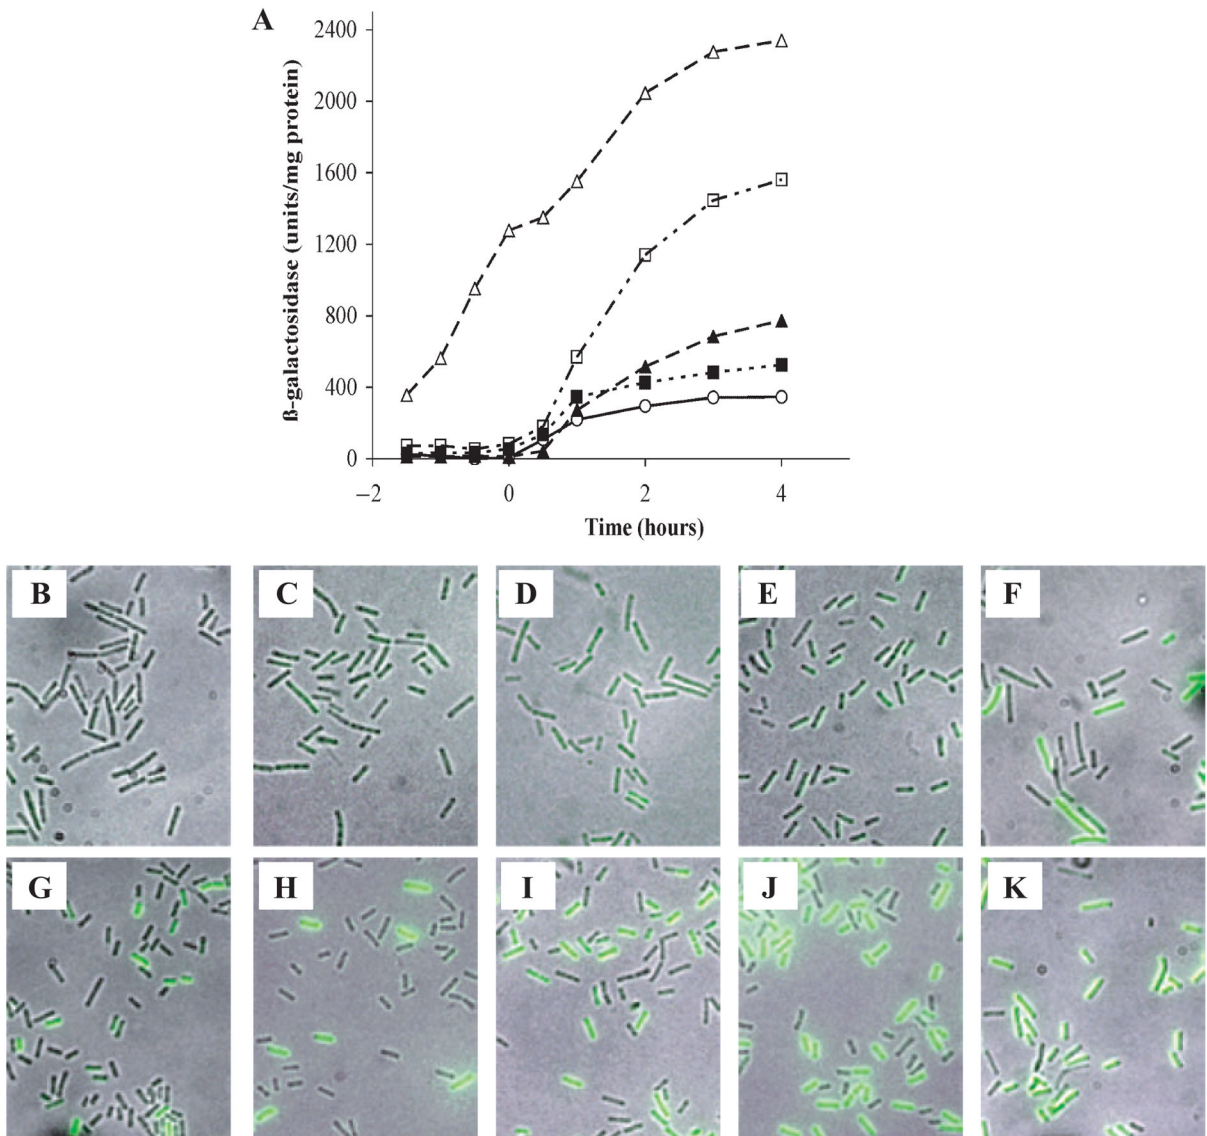 A
2400
2000
1600
1200
800
400
0
ß-galactosidase (units/mg protein)
–2 0 2 4
Time (hours)
B C D E F
G H I J K